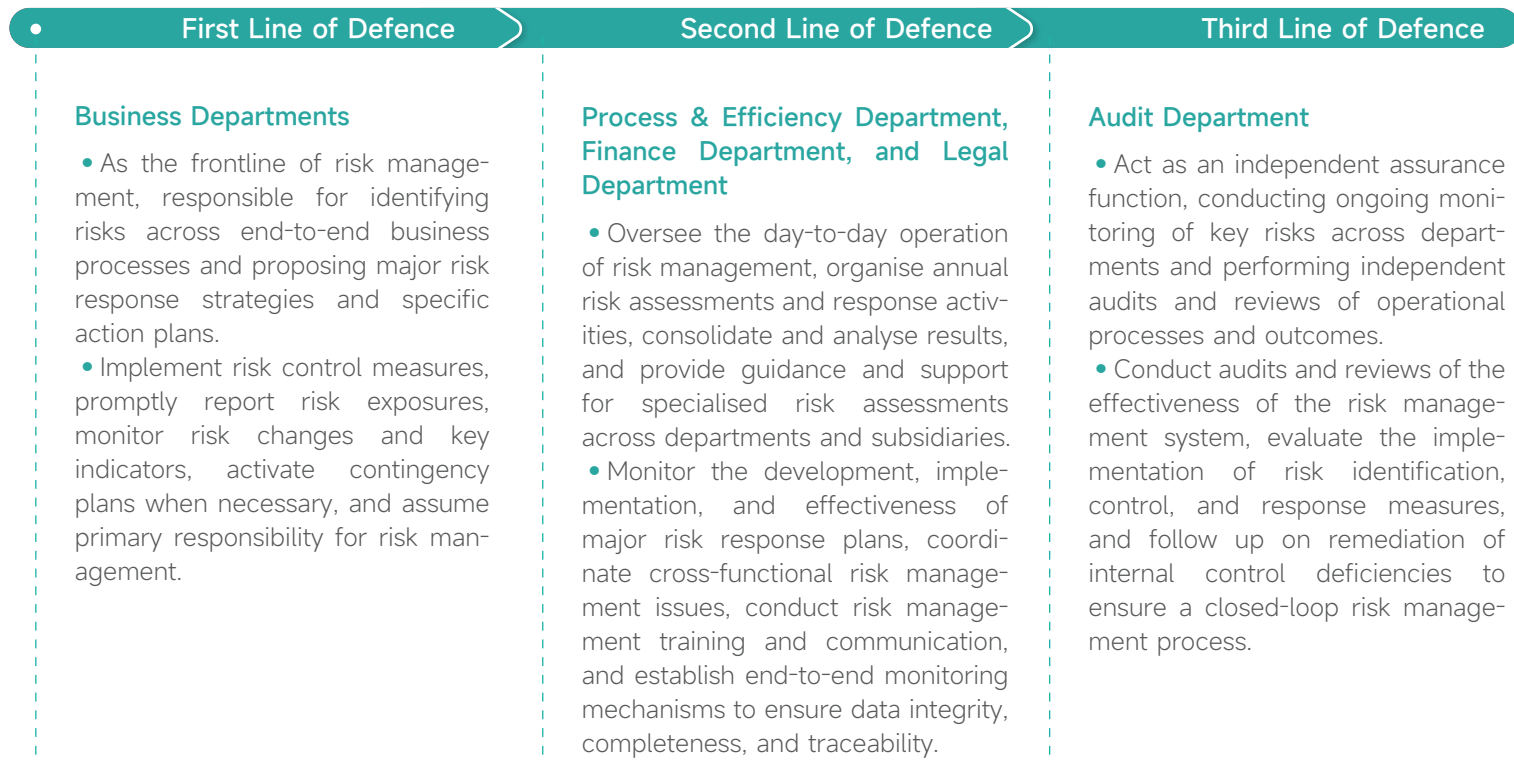 First Line of Defence
Second Line of Defence
Third Line of Defence
Business Departments
• As the frontline of risk manage-
ment, responsible for identifying
risks across end-to-end business
processes and proposing major risk
response strategies and specific
action plans.
• Implement risk control measures,
promptly report risk exposures,
monitor risk changes and key
indicators, activate contingency
plans when necessary, and assume
primary responsibility for risk man-
agement.
Process & Efficiency Department,
Finance Department, and Legal
Department
• Oversee the day-to-day operation
of risk management, organise annual
risk assessments and response activ-
ities, consolidate and analyse results,
and provide guidance and support
for specialised risk assessments
across departments and subsidiaries.
• Monitor the development, imple-
mentation, and effectiveness of
major risk response plans, coordi-
nate cross-functional risk manage-
ment issues, conduct risk manage-
ment training and communication,
and establish end-to-end monitoring
mechanisms to ensure data integrity,
completeness, and traceability.
Audit Department
• Act as an independent assurance
function, conducting ongoing moni-
toring of key risks across depart-
ments and performing independent
audits and reviews of operational
processes and outcomes.
• Conduct audits and reviews of the
effectiveness of the risk manage-
ment system, evaluate the imple-
mentation of risk identification,
control, and response measures,
and follow up on remediation of
internal control deficiencies to
ensure a closed-loop risk manage-
ment process.